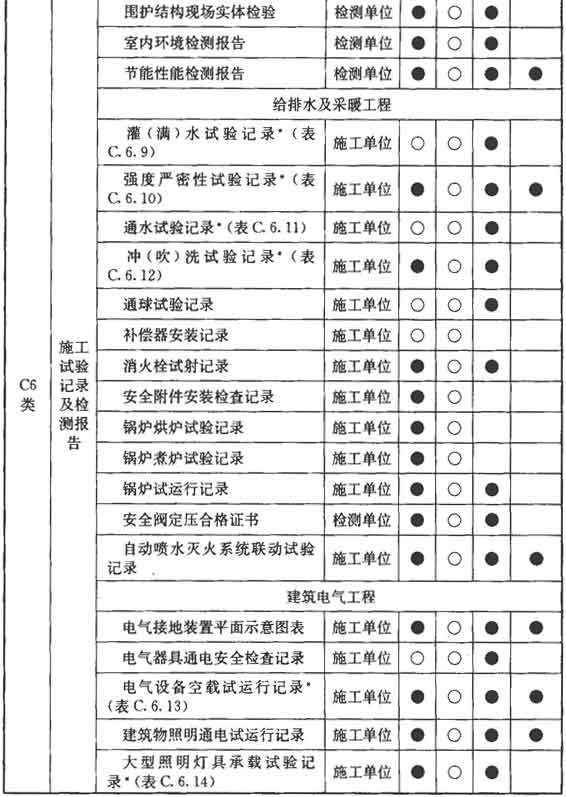 围护结构现场实体检验 检测单位 ● ○ ●
室内环境检测报告 检测单位 ● ○ ●
节能性能检测报告 检测单位 ● ○ ● ●
给排水及采暖工程
灌(满)水试验记录*(表
C.6.9) 施工单位 ○ ○ ●
强度严密性试验记录*(表
C.6.10) 施工单位 ● ○ ● ●
通水试验记录*(表C.6.11) 施工单位 ○ ○ ●
冲(吹)洗试验记录*(表
C.6.12) 施工单位 ● ○ ●
通球试验记录 施工单位 ○ ○ ●
补偿器安装记录 施工单位 ○ ○
C6
类
施工
试验
记录
及检
测报
告
消火栓试射记录 施工单位 ● ○ ●
安全附件安装检查记录 施工单位 ● ○
锅炉烘炉试验记录 施工单位 ● ○
锅炉煮炉试验记录 施工单位 ● ○
锅炉试运行记录 施工单位 ● ○ ●
安全阀定压合格证书 检测单位 ● ○ ●
自动喷水灭火系统联动试验
记录 施工单位 ● ○ ● ●
建筑电气工程
电气接地装置平面示意图表 施工单位 ● ○ ● ●
电气器具通电安全检查记录 施工单位 ○ ○ ●
电气设备空载试运行记录*
(表C.6.13) 施工单位 ● ○ ● ●
建筑物照明通电试运行记录 施工单位 ● ○ ● ●
大型照明灯具承载试验记
录*(表C.6.14) 施工单位 ● ○ ●